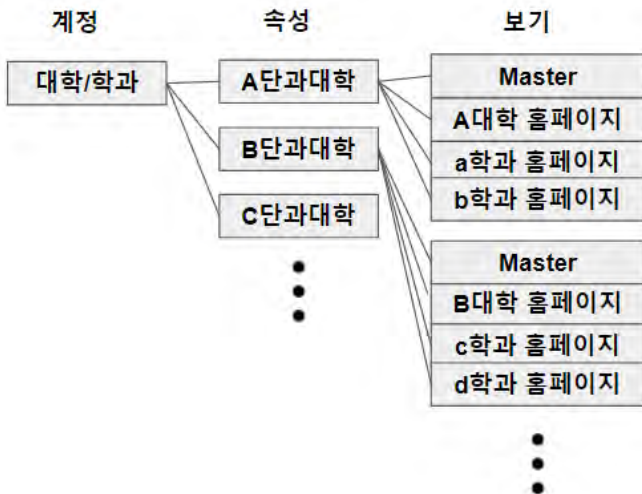 계정
속성
보기
대학/학과
A단과대학
B단과대학
C단과대학
Master
A대학 홈페이지
a학과 홈페이지
b학과 홈페이지
Master
B대학 홈페이지
c학과 홈페이지
d학과 홈페이지